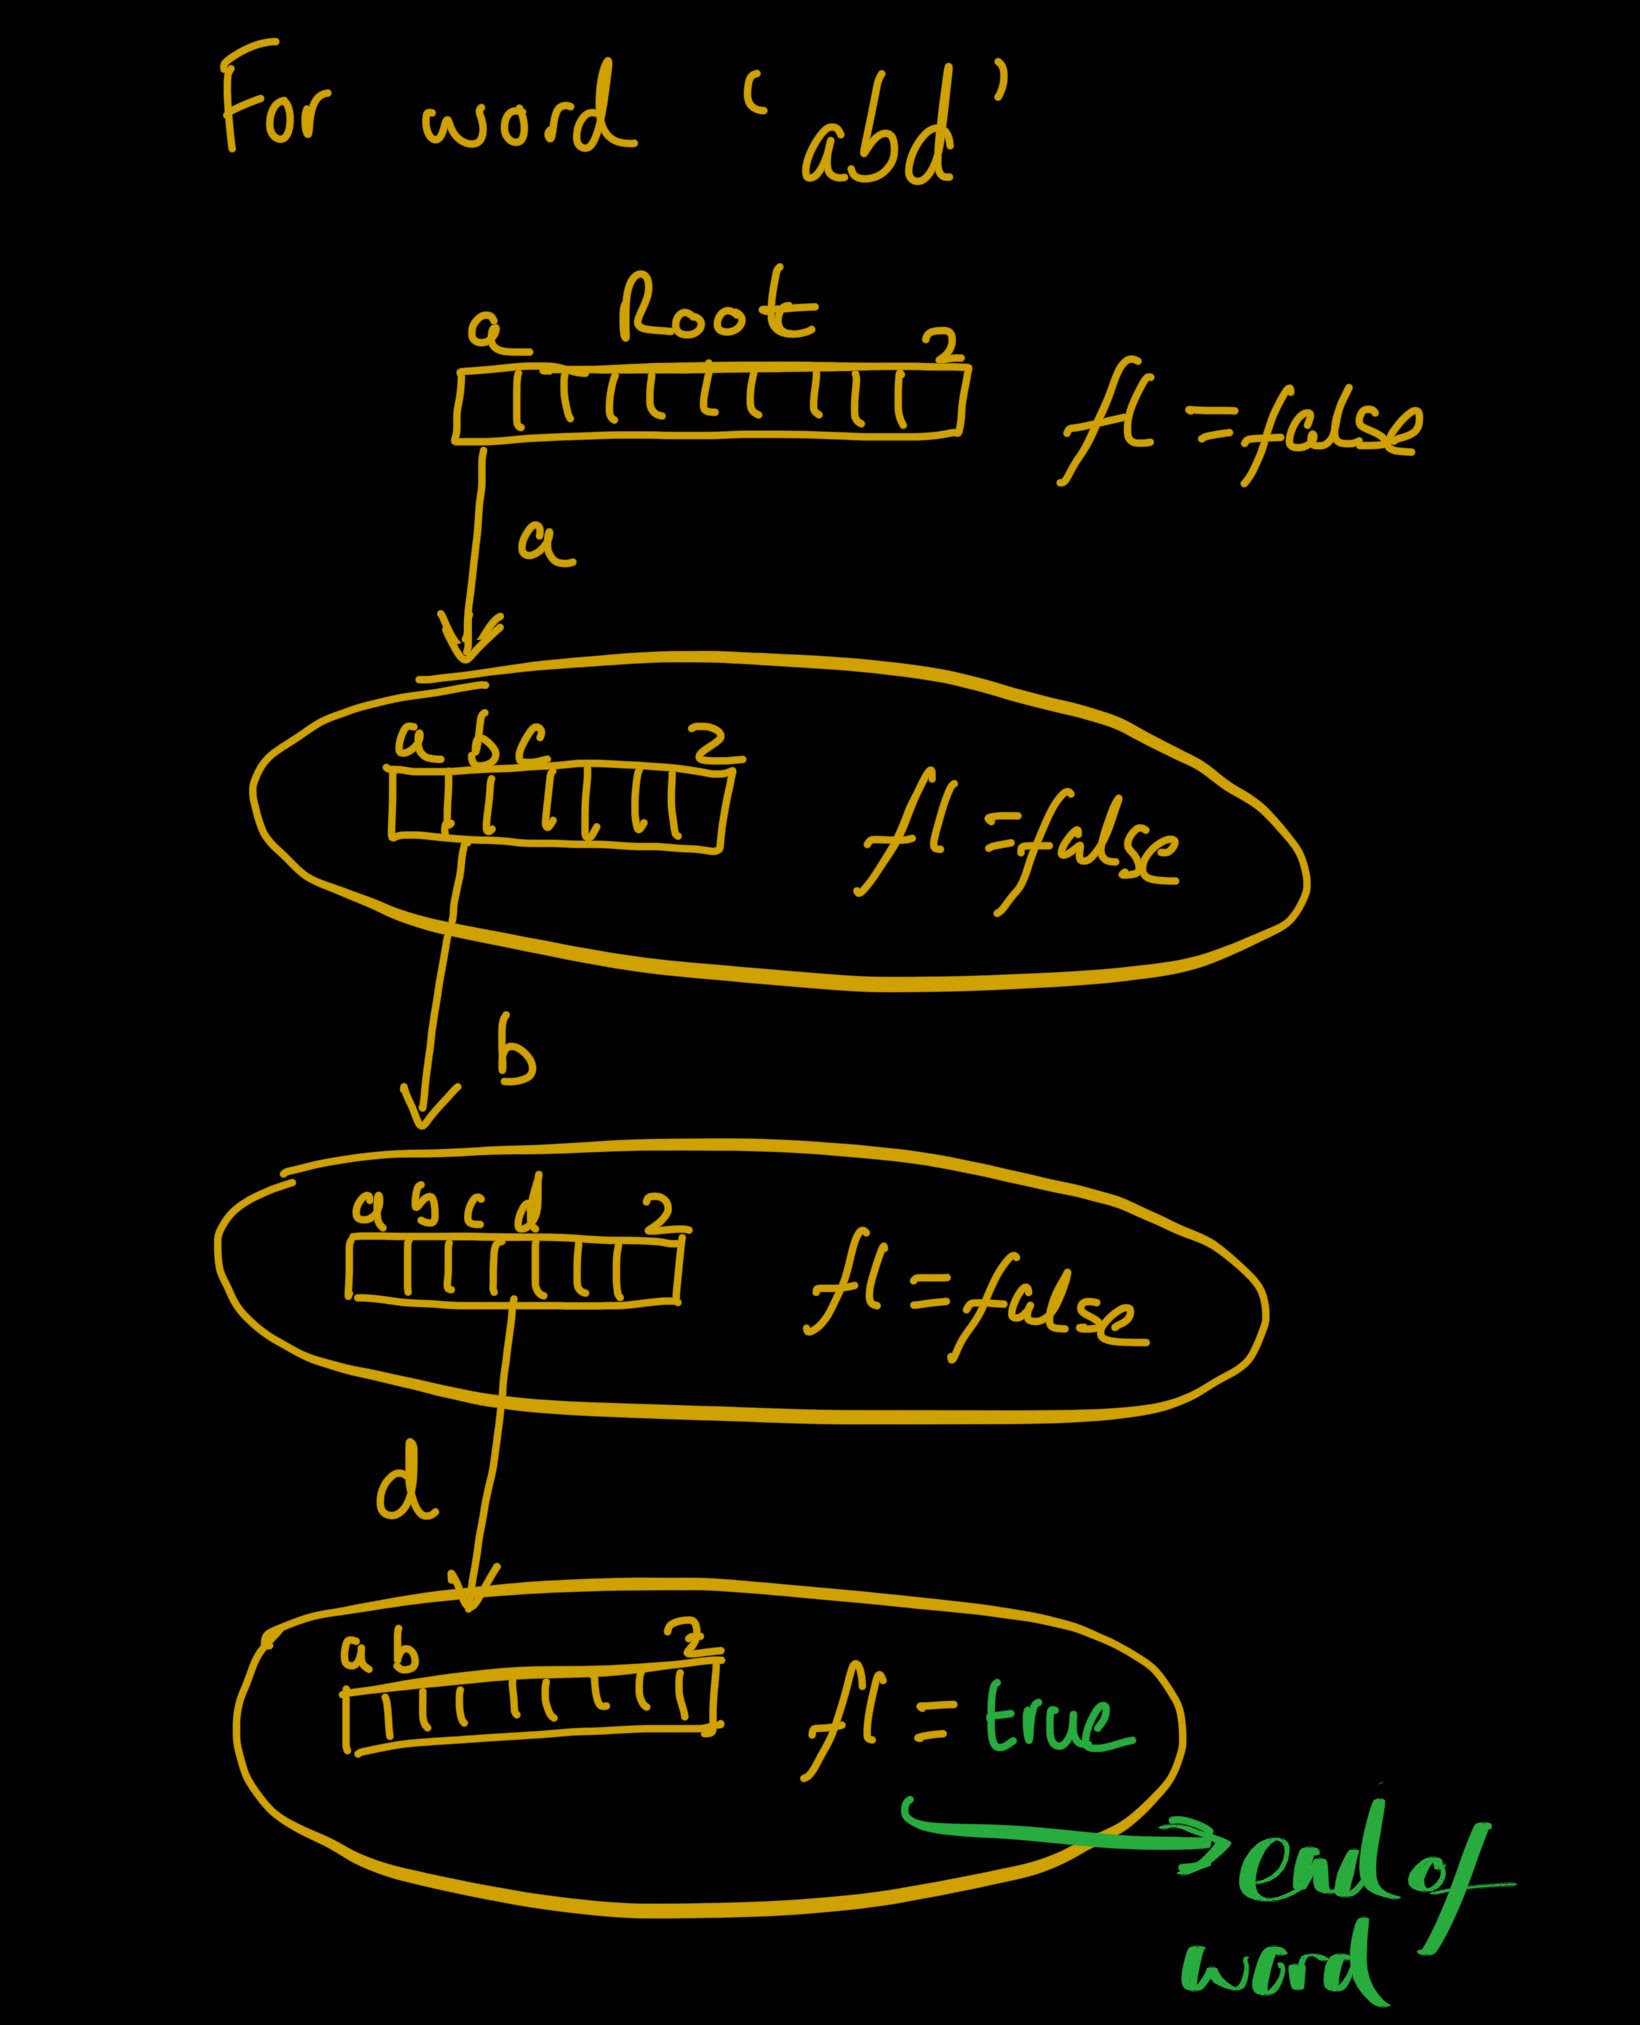 For word ‘abd’
Root
a z
fl = false
a
a b c z
fl = false
b
a b c d z
fl = false
d
a b z
fl = true
end of
word